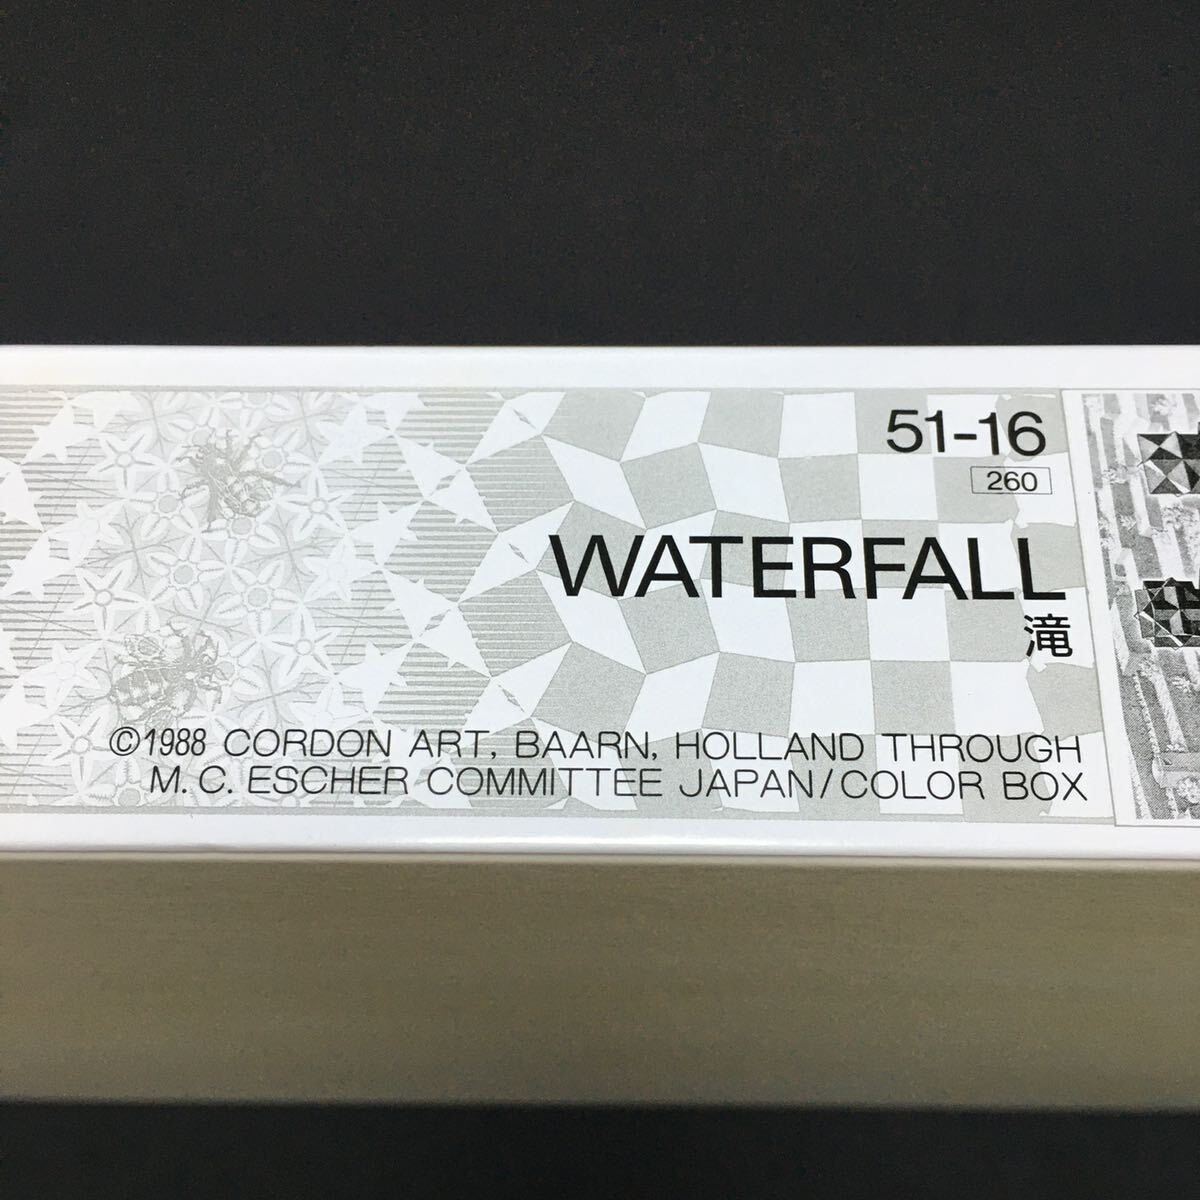 51-16
260
WATERFALL
滝
©1988 CORDON ART, BAARN, HOLLAND THROUGH
M. C. ESCHER COMMITTEE JAPAN/COLOR BOX